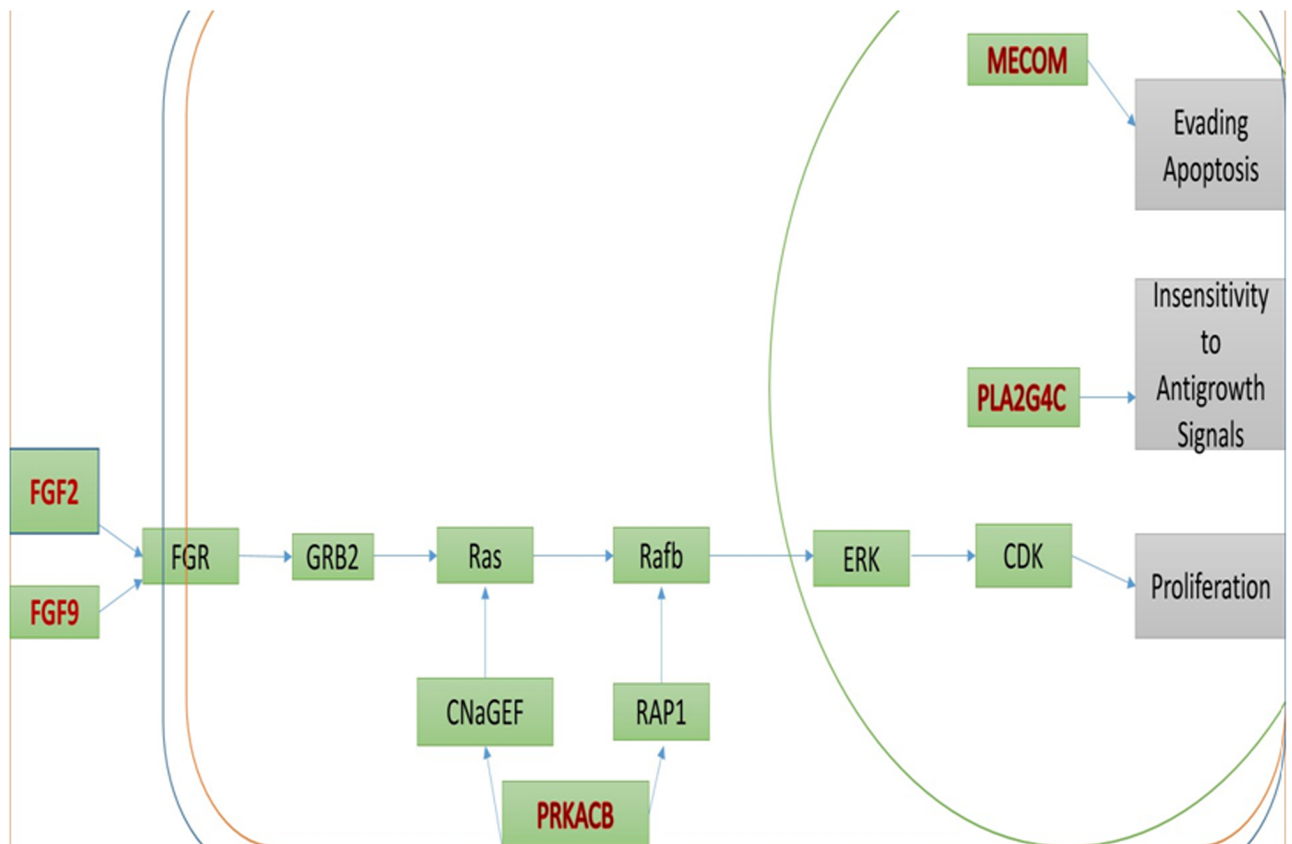 MECOM
Evading
Apoptosis
Insensitivity
to
Antigrowth
Signals
PLA2G4C
FGF2
FGF9
FGR
GRB2
Ras
Rafb
ERK
CDK
Proliferation
CNaGEF
RAP1
PRKACB